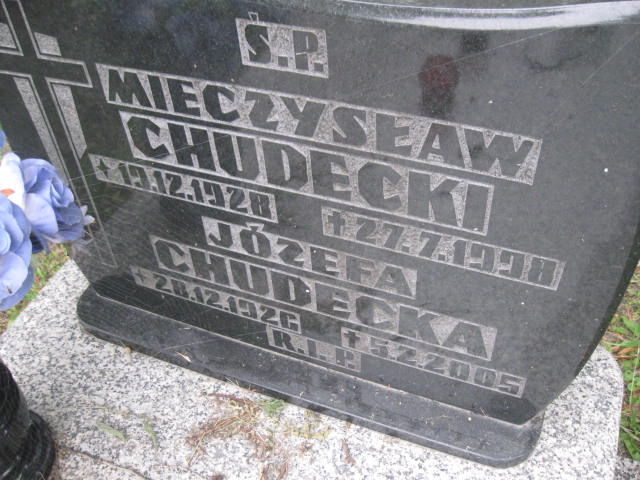 Ś.P.
MIECZYSŁAW
CHUDECKI
*19.12.1928 †27.7.1998
JÓZEFA
CHUDECKA
*28.12.1926 †5.2.2005
R.I.P.